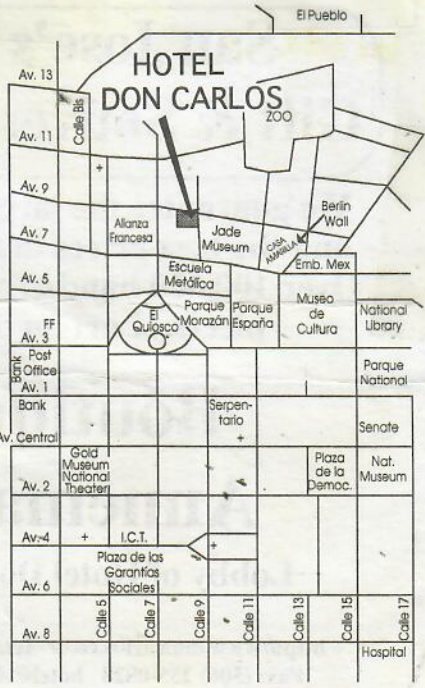 El Pueblo
Av. 13
HOTEL
DON CARLOS
ZOO
Calle Bis
Av. 11
Av. 9
Alianza
Francesa
Jade
Museum
CASA
AMARILLA
Berlin
Wall
Av. 7
Escuela
Metálica
Emb. Mex
Av. 5
El
Quiosco
Parque
Morazán
Parque
España
Museo
de
Cultura
National
Library
FF
Av. 3
Post
Office
Bank
Av. 1
Parque
National
Bank
Serpen-
tario
Av. Central
Senate
Gold
Museum
National
Theater
Plaza
de la
Democ.
Nat.
Museum
Av. 2
Av. 4
I.C.T.
Plaza de las
Garantías
Sociales
Av. 6
Calle 5
Calle 7
Calle 9
Calle 11
Calle 13
Calle 15
Calle 17
Av. 8
Hospital